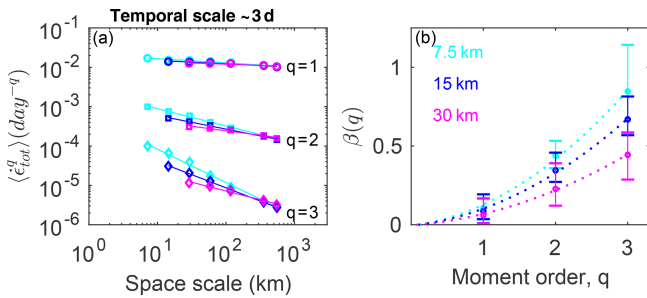 Temporal scale ~3 d
(a)
10^-1
10^-2
10^-3
10^-4
10^-5
10^-6
⟨ε̇^q_tot⟩(day^-q)
q=1
q=2
q=3
10^0
10^1
10^2
10^3
Space scale (km)
(b)
7.5 km
15 km
30 km
1
0.5
0
β(q)
1
2
3
Moment order, q